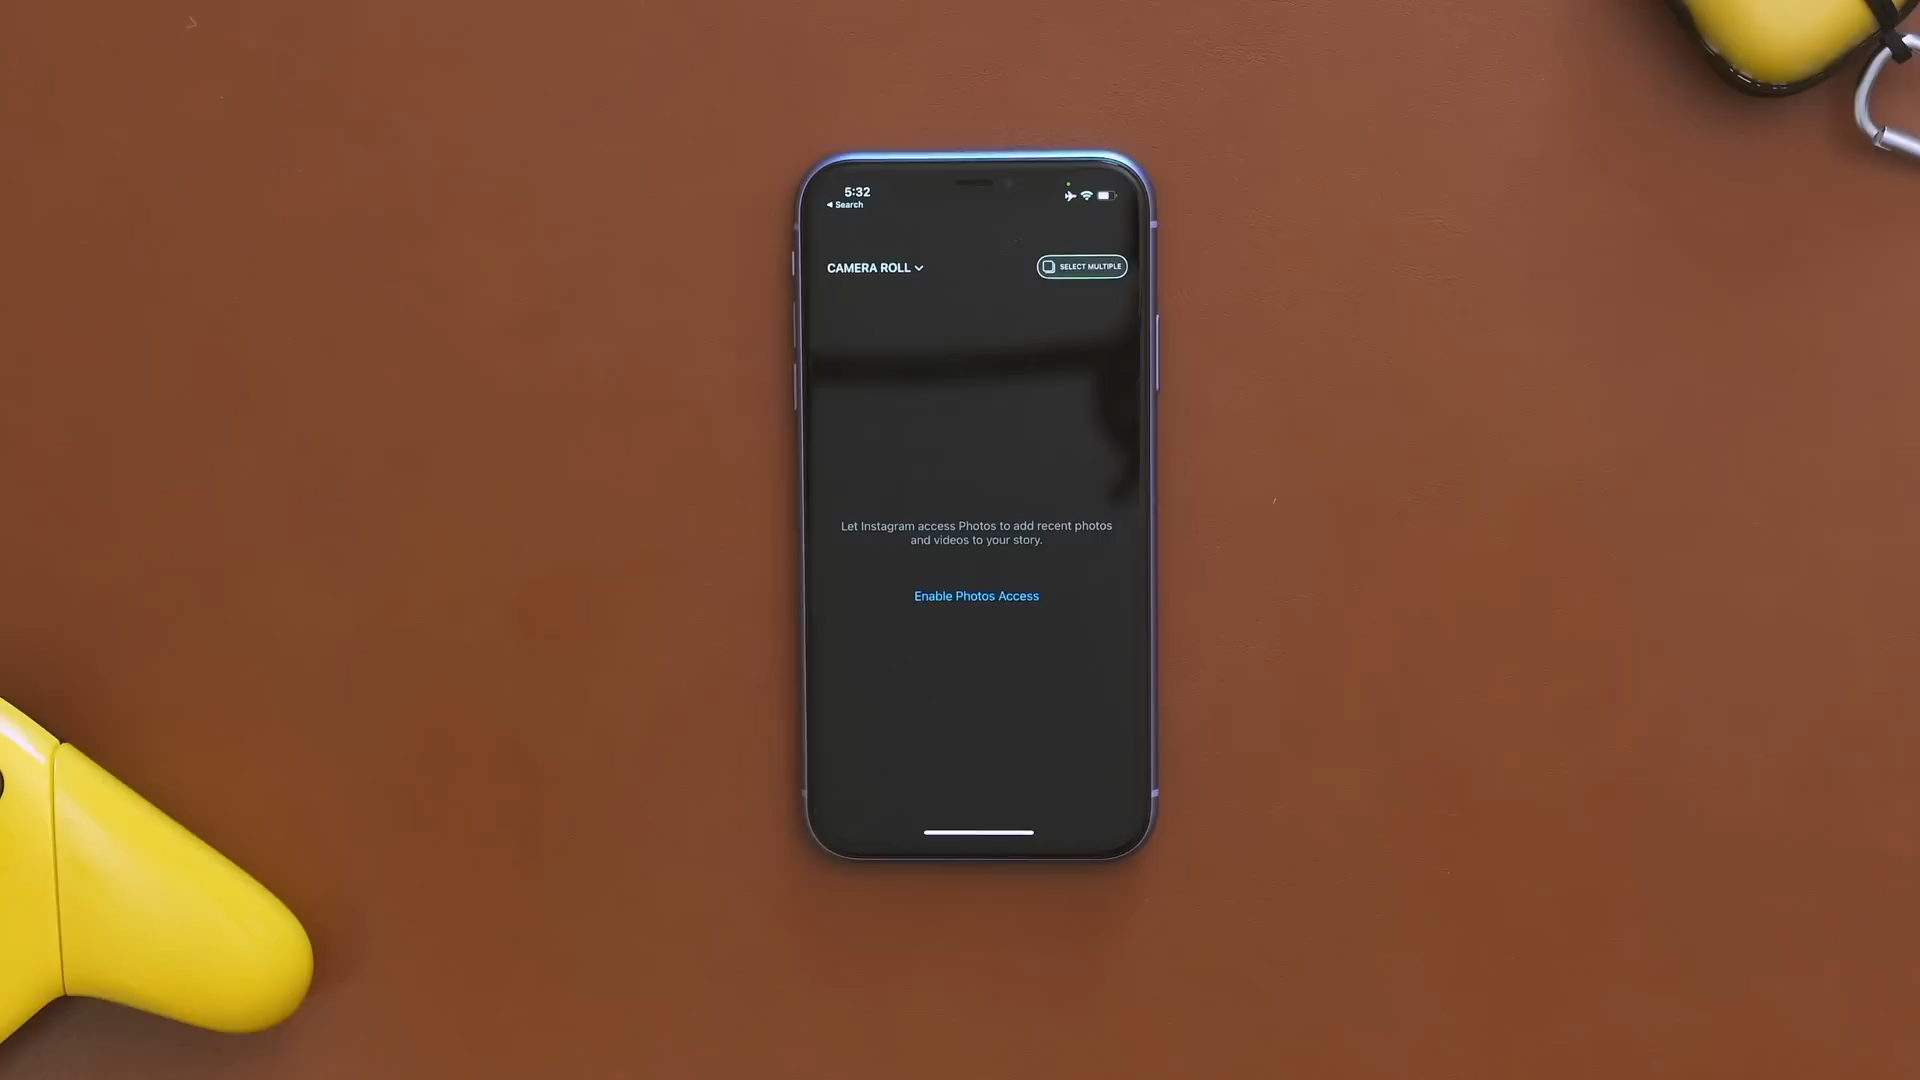 5:32
◀ Search
CAMERA ROLL
SELECT MULTIPLE
Let Instagram access Photos to add recent photos
and videos to your story.
Enable Photos Access